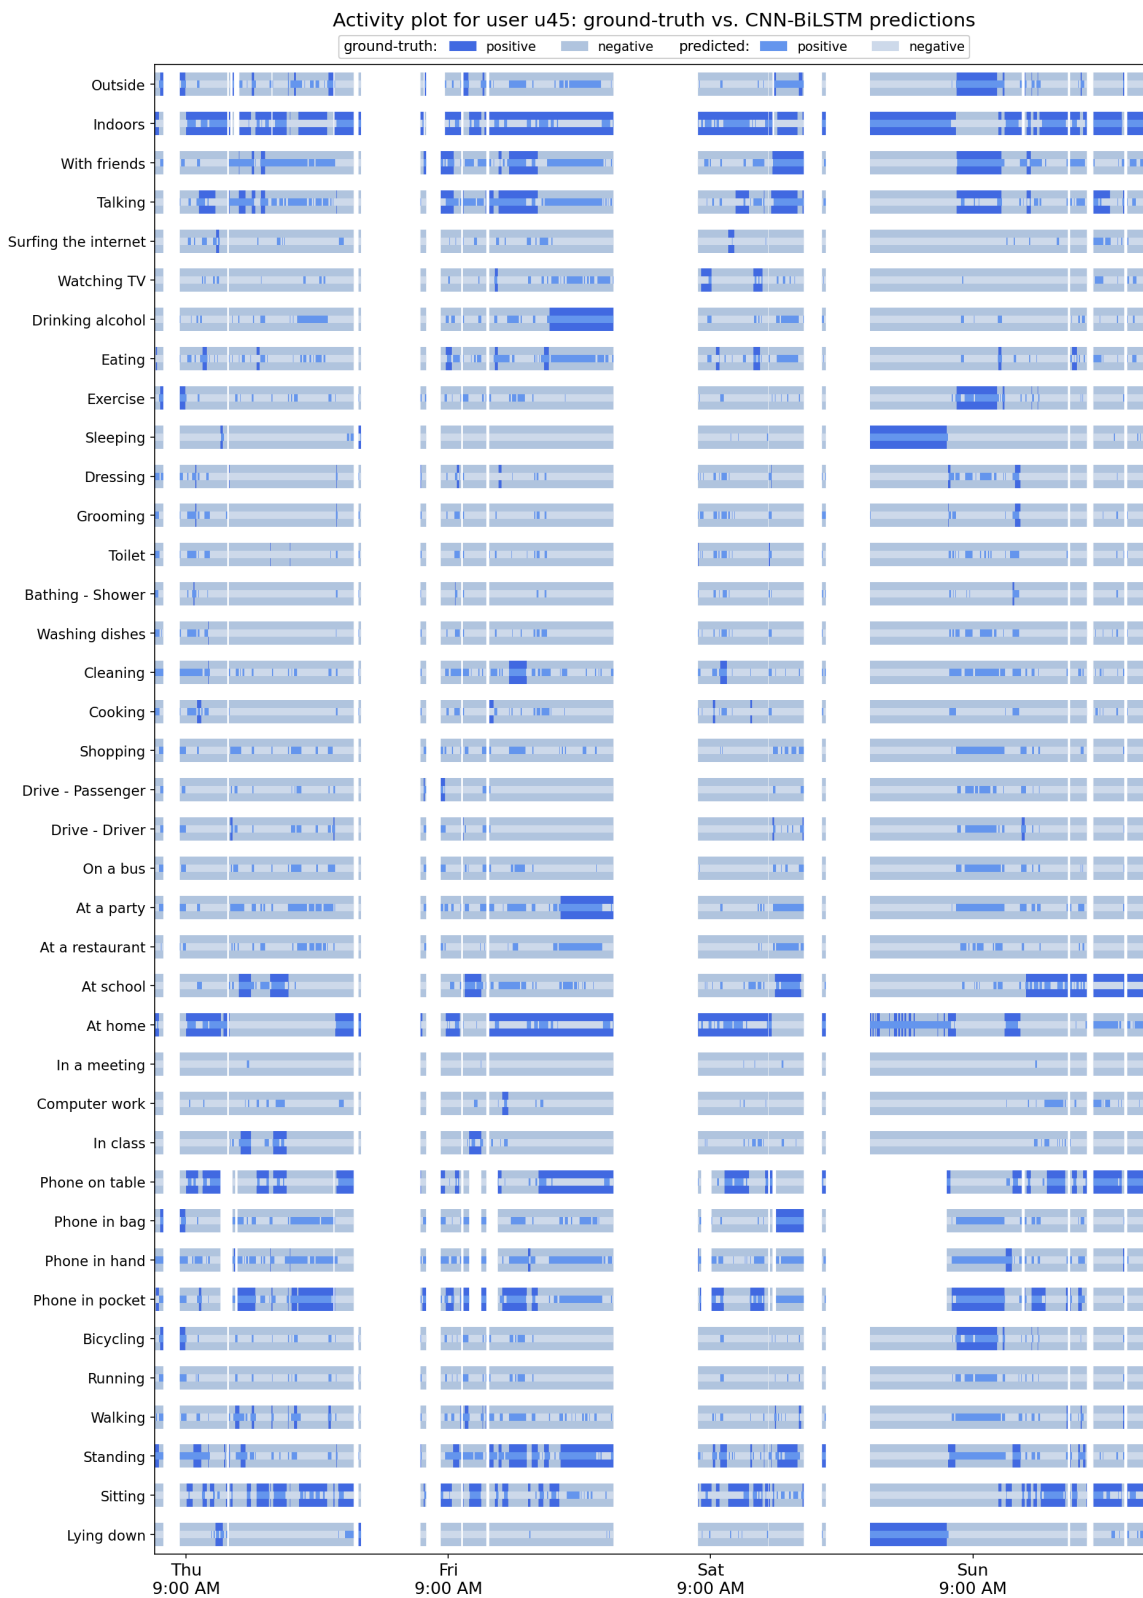 Activity plot for user u45: ground-truth vs. CNN-BiLSTM predictions
ground-truth: positive negative predicted: positive negative
Outside
Indoors
With friends
Talking
Surfing the internet
Watching TV
Drinking alcohol
Eating
Exercise
Sleeping
Dressing
Grooming
Toilet
Bathing - Shower
Washing dishes
Cleaning
Cooking
Shopping
Drive - Passenger
Drive - Driver
On a bus
At a party
At a restaurant
At school
At home
In a meeting
Computer work
In class
Phone on table
Phone in bag
Phone in hand
Phone in pocket
Bicycling
Running
Walking
Standing
Sitting
Lying down
Thu Fri Sat Sun
9:00 AM 9:00 AM 9:00 AM 9:00 AM